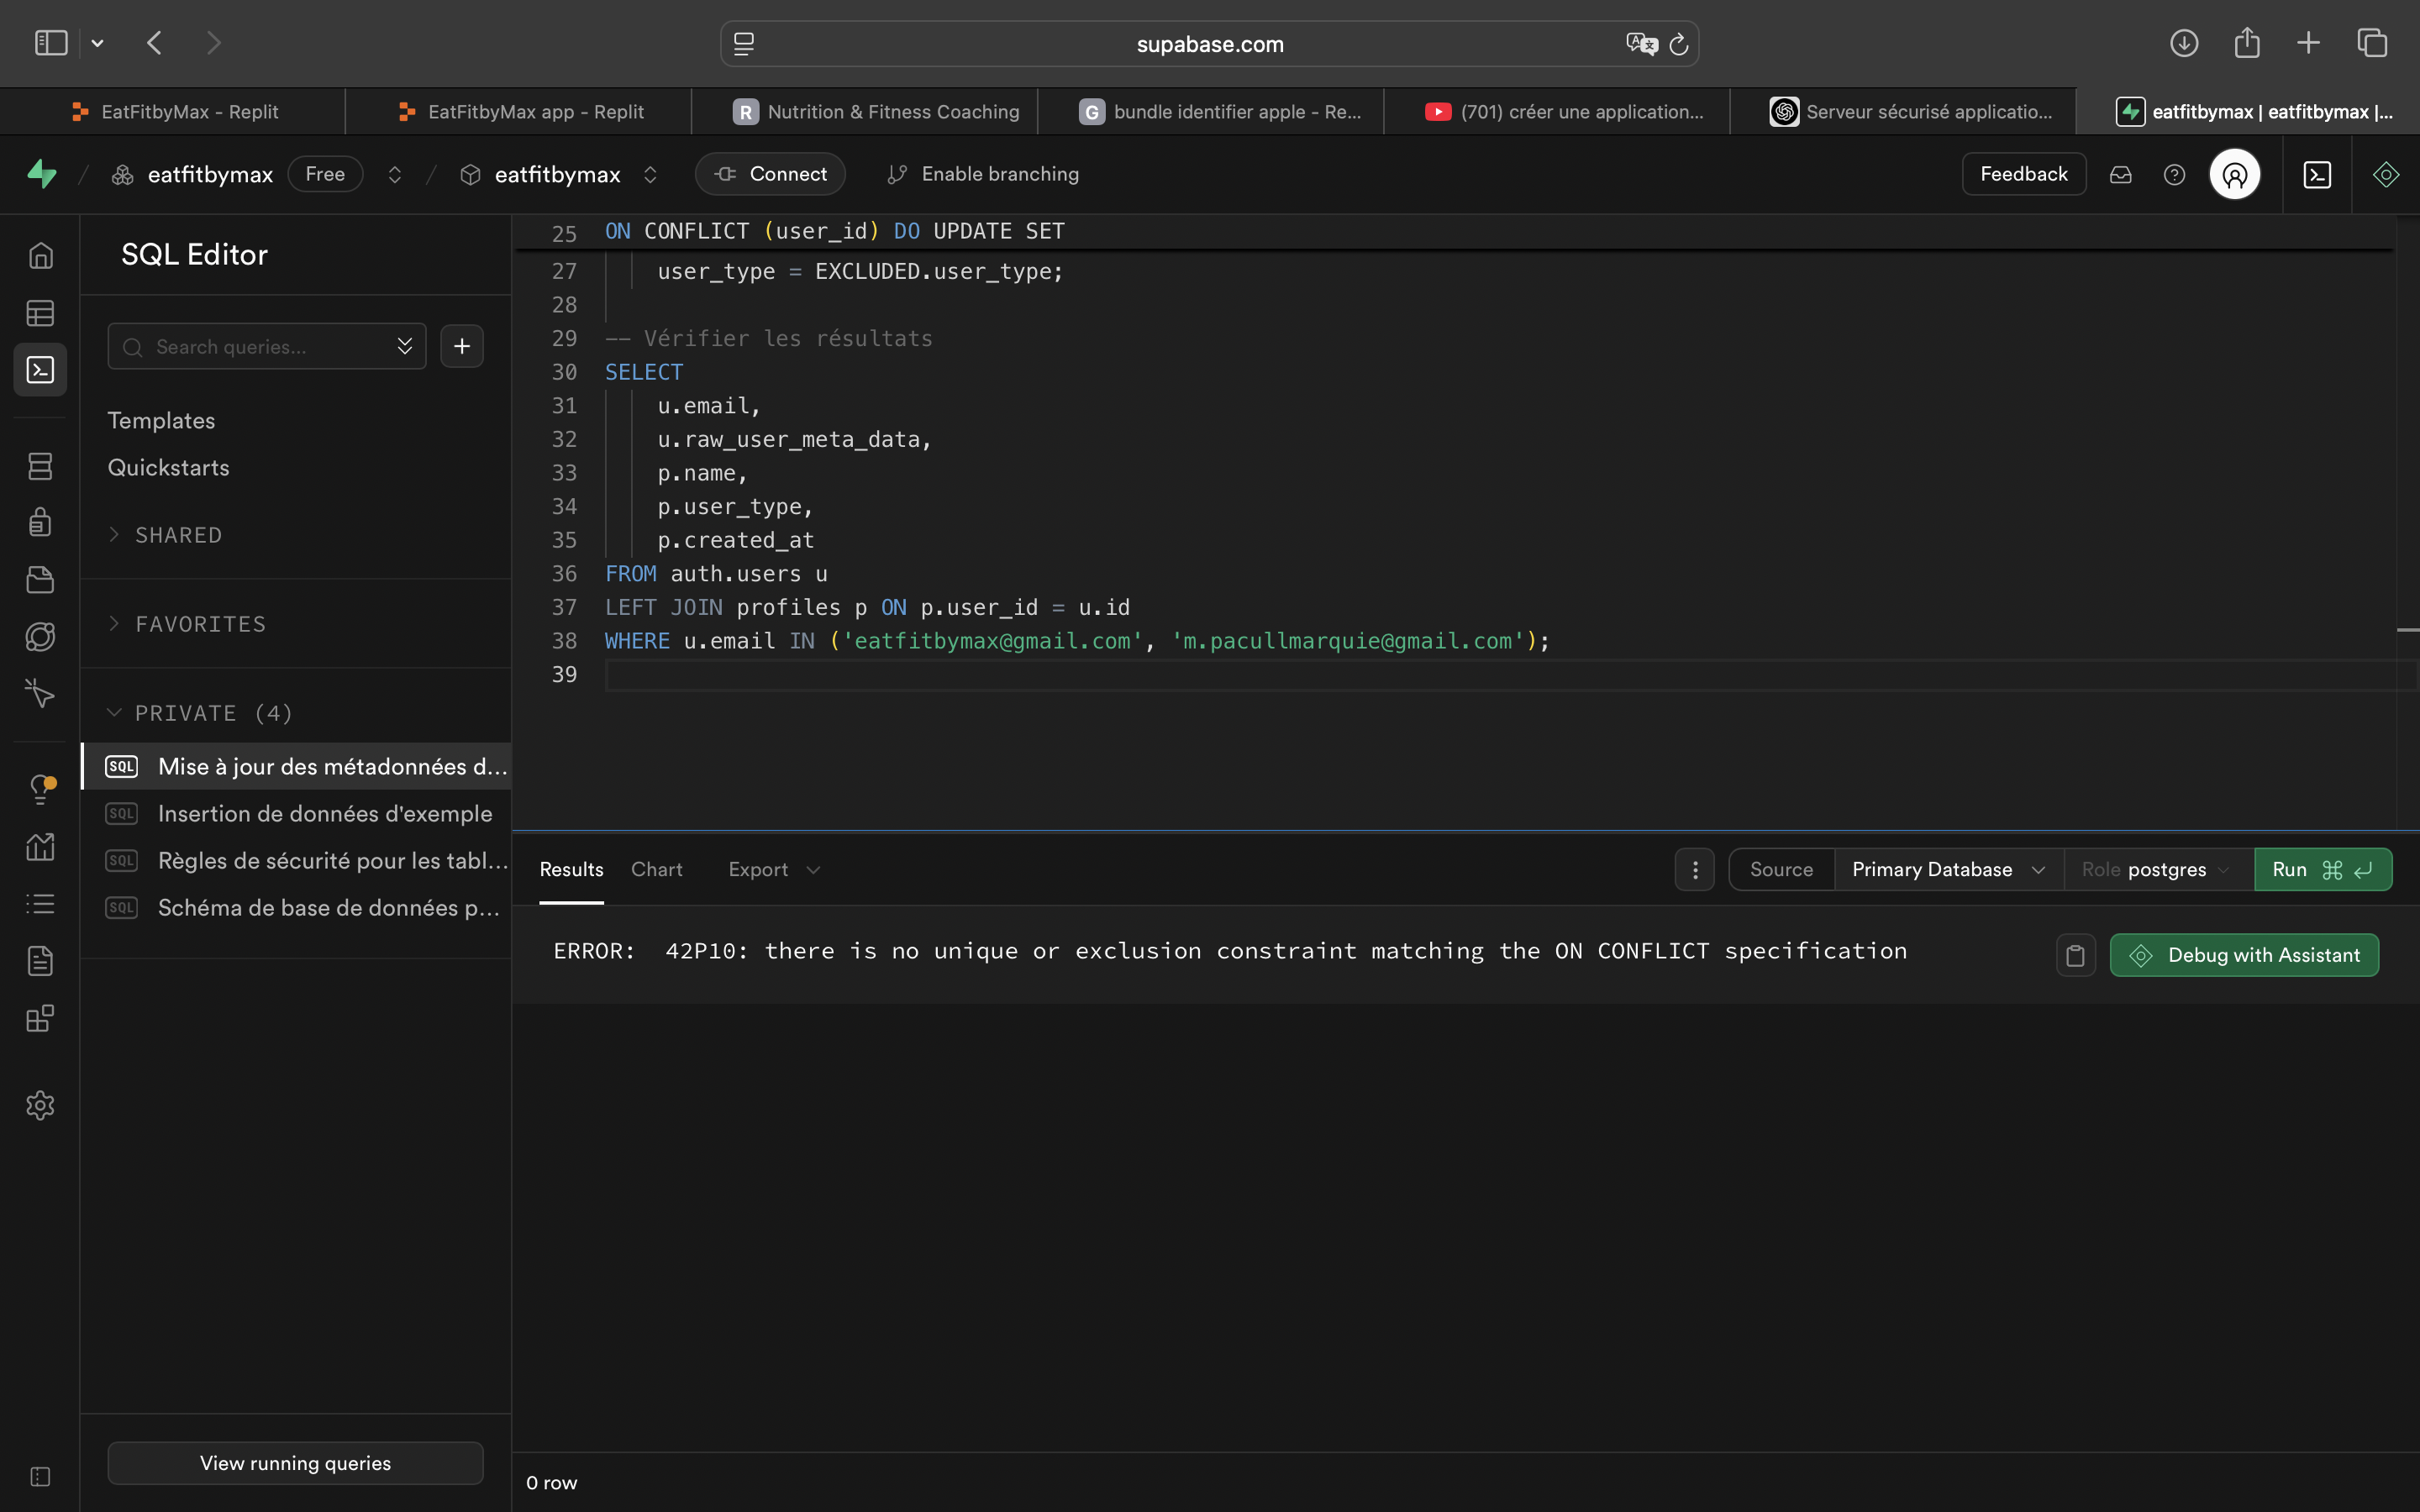 supabase.com
EatFitbyMax - Replit
EatFitbyMax app - Replit
R Nutrition & Fitness Coaching
G bundle identifier apple - Re...
(701) créer une application...
Serveur sécurisé applicatio...
eatfitbymax | eatfitbymax |...
eatfitbymax Free
eatfitbymax
Connect
Enable branching
Feedback
SQL Editor
Search queries...
Templates
Quickstarts
SHARED
FAVORITES
PRIVATE (4)
SQL Mise à jour des métadonnées d...
SQL Insertion de données d'exemple
SQL Règles de sécurité pour les tabl...
SQL Schéma de base de données p...
View running queries
25 ON CONFLICT (user_id) DO UPDATE SET
27 user_type = EXCLUDED.user_type;
28
29 -- Vérifier les résultats
30 SELECT
31 u.email,
32 u.raw_user_meta_data,
33 p.name,
34 p.user_type,
35 p.created_at
36 FROM auth.users u
37 LEFT JOIN profiles p ON p.user_id = u.id
38 WHERE u.email IN ('eatfitbymax@gmail.com', 'm.pacullmarquie@gmail.com');
39
Results Chart Export
Source Primary Database Role postgres Run ⌘ ↵
ERROR:  42P10: there is no unique or exclusion constraint matching the ON CONFLICT specification
Debug with Assistant
0 row